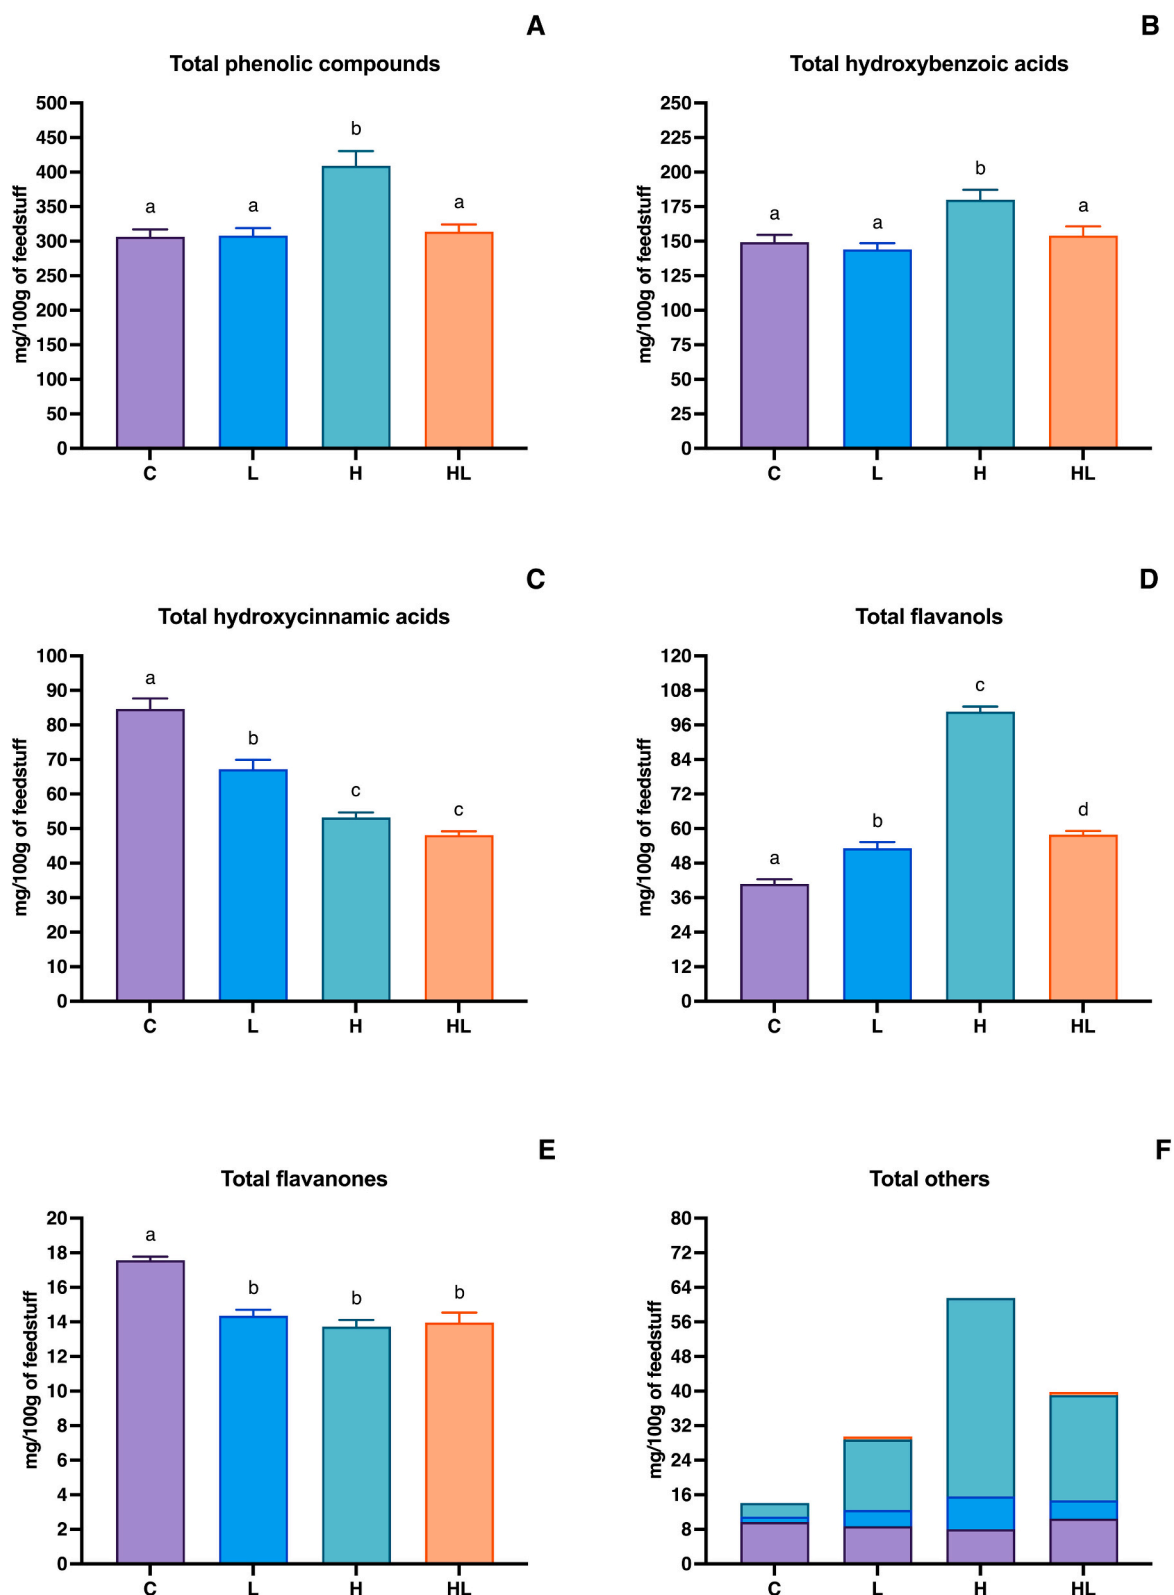 A
Total phenolic compounds
mg/100g of feedstuff
500
450
400
350
300
250
200
150
100
50
0
a
a
b
a
C
L
H
HL
B
Total hydroxybenzoic acids
mg/100g of feedstuff
250
225
200
175
150
125
100
75
50
25
0
a
a
b
a
C
L
H
HL
C
Total hydroxycinnamic acids
mg/100g of feedstuff
100
90
80
70
60
50
40
30
20
10
0
a
b
c
c
C
L
H
HL
D
Total flavanols
mg/100g of feedstuff
120
108
96
84
72
60
48
36
24
12
0
a
b
c
d
C
L
H
HL
E
Total flavanones
mg/100g of feedstuff
20
18
16
14
12
10
8
6
4
2
0
a
b
b
b
C
L
H
HL
F
Total others
mg/100g of feedstuff
80
72
64
56
48
40
32
24
16
8
0
C
L
H
HL